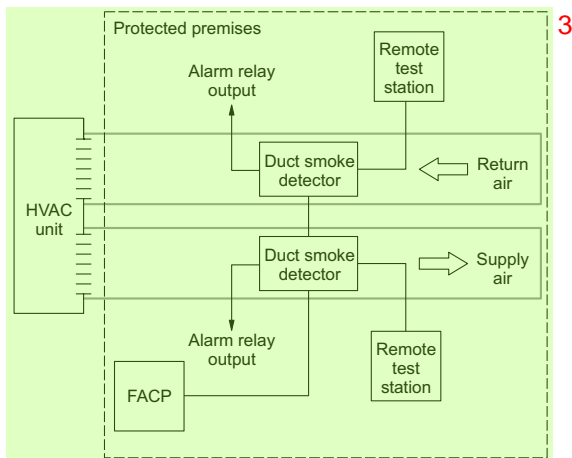 Protected premises
3
Remote
test
station
Alarm relay
output
Duct smoke
detector
Return
air
HVAC
unit
Duct smoke
detector
Supply
air
Alarm relay
output
Remote
test
station
FACP